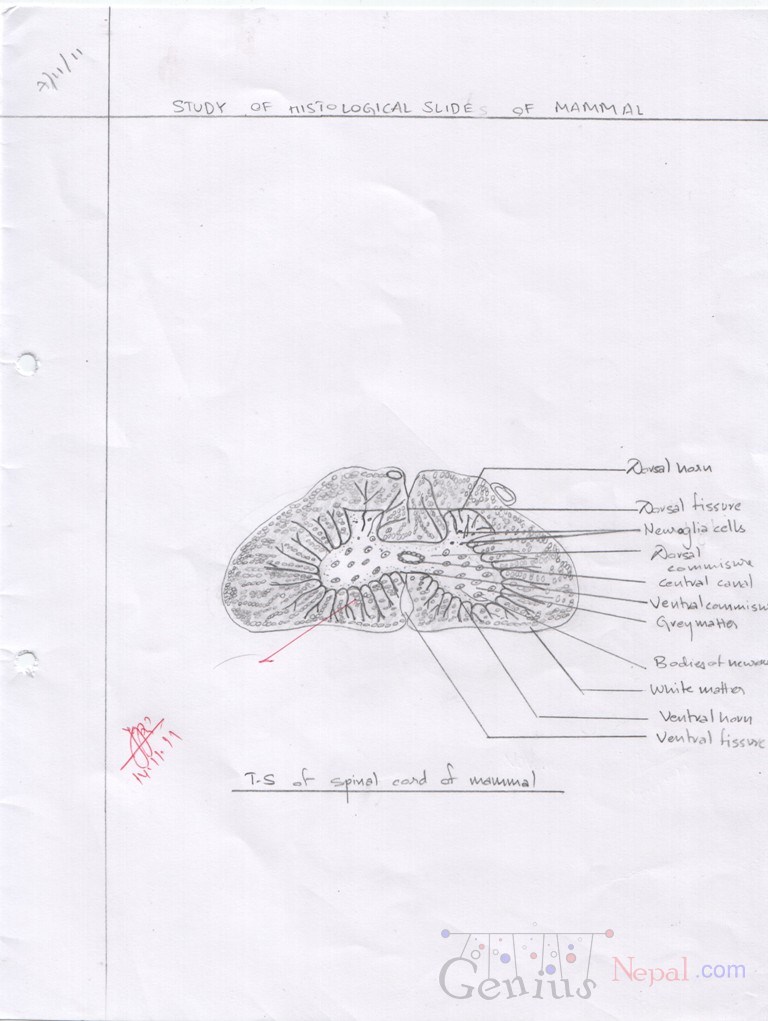 2/11/11
STUDY OF HISTOLOGICAL SLIDES OF MAMMAL
Dorsal horn
Dorsal fissure
Neuroglia cells
Dorsal
commisure
central canal
Ventral commisu
Grey matter
Bodies of neuron
White matter
Ventral horn
Ventral fissure
14.11.11
T.S of spinal cord of mammal
Genius Nepal.com